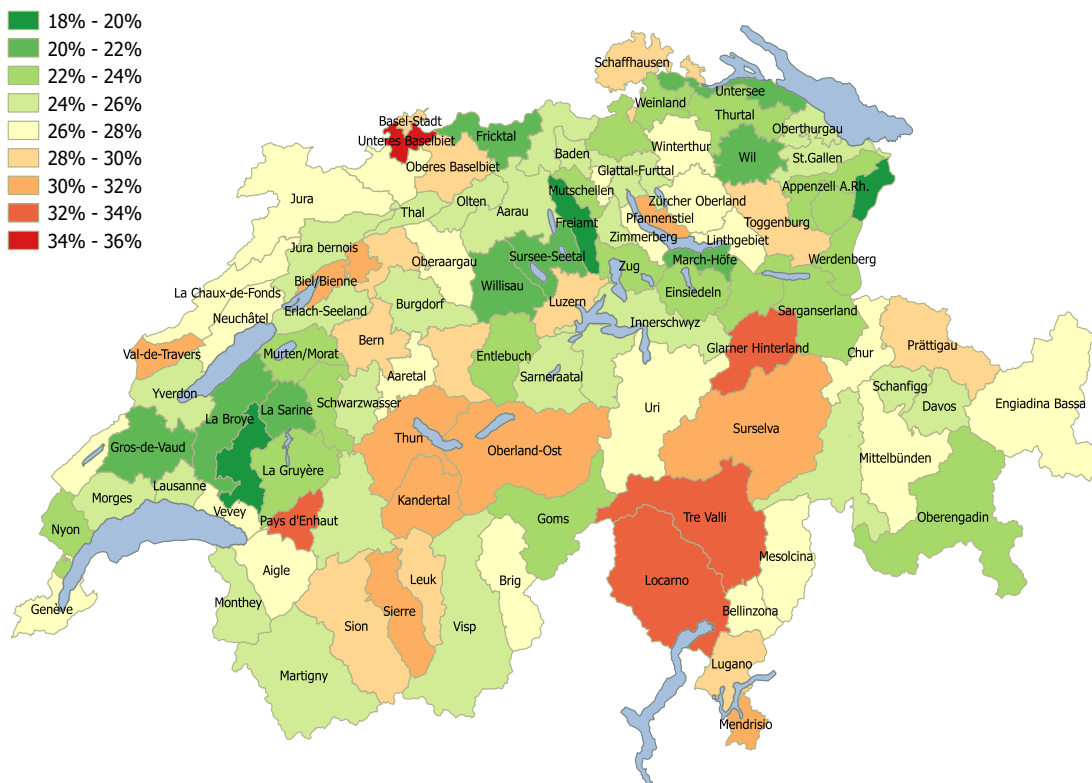 18% - 20%
20% - 22%
22% - 24%
24% - 26%
26% - 28%
28% - 30%
30% - 32%
32% - 34%
34% - 36%
Schaffhausen
Untersee
Weinland
Thurtal
Basel-Stadt
Oberthurgau
Unteres Baselbiet
Fricktal
Winterthur
Baden
Wil
St.Gallen
Oberes Baselbiet
Glattal-Furttal
Mutschellen
Appenzell A.Rh.
Jura
Olten
Zürcher Oberland
Thal
Aarau
Freiamt
Pfannenstiel
Toggenburg
Zimmerberg
Linthgebiet
Jura bernois
Sursee-Seetal
Oberaargau
March-Höfe
Werdenberg
Zug
Biel/Bienne
Willisau
La Chaux-de-Fonds
Einsiedeln
Burgdorf
Luzern
Erlach-Seeland
Sarganserland
Neuchâtel
Innerschwyz
Bern
Glarner Hinterland
Prättigau
Val-de-Travers
Murten/Morat
Entlebuch
Chur
Aaretal
Sarneraatal
Yverdon
Schanfigg
Schwarzwasser
Engiadina Bassa
Uri
Davos
La Sarine
La Broye
Surselva
Thun
Gros-de-Vaud
Oberland-Ost
Mittelbünden
La Gruyère
Lausanne
Morges
Kandertal
Vevey
Tre Valli
Oberengadin
Pays d'Enhaut
Goms
Nyon
Mesolcina
Aigle
Leuk
Brig
Locarno
Monthey
Genève
Sierre
Bellinzona
Sion
Visp
Lugano
Martigny
Mendrisio